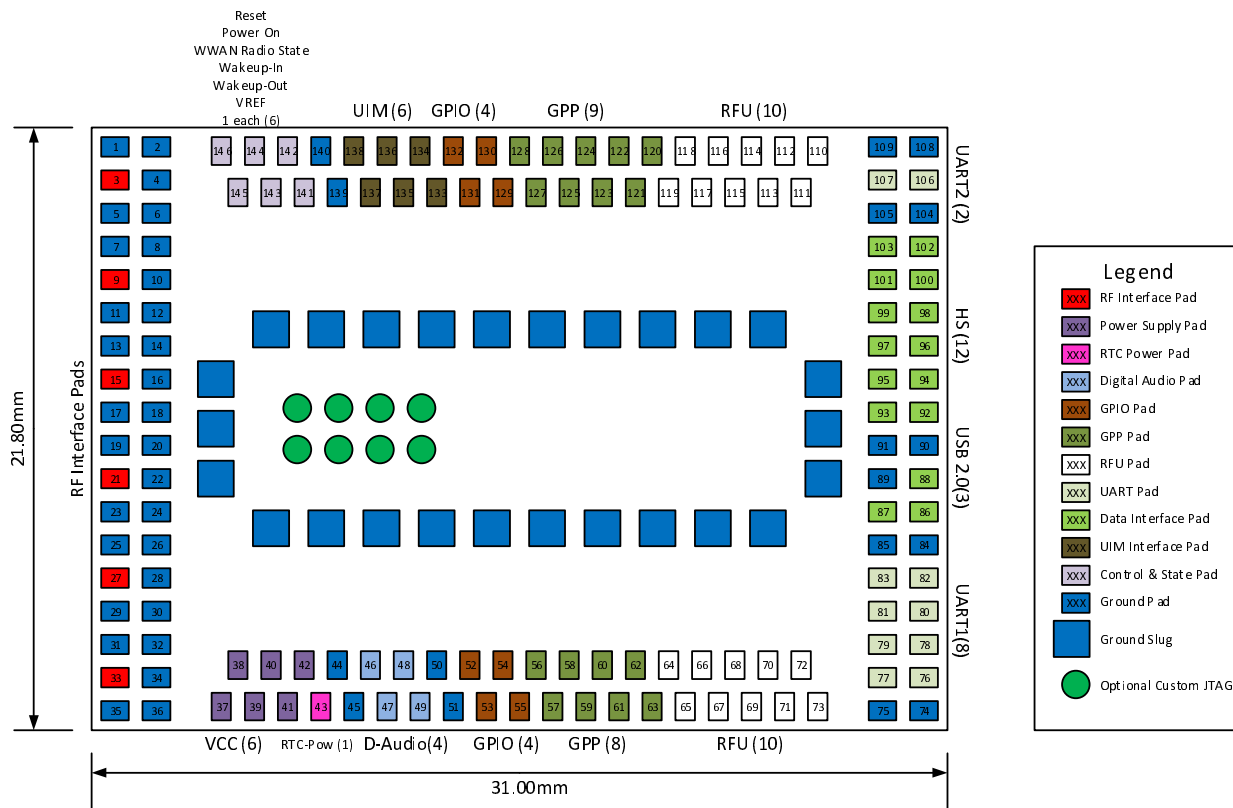 Reset
Power On
WWAN Radio State
Wakeup-In
Wakeup-Out
VREF
1 each (6)
UIM (6) GPIO (4) GPP (9) RFU (10)
146 144 142 140 138 136 134 132 130 128 126 124 122 120 118 116 114 112 110
145 143 141 139 137 135 133 131 129 127 125 123 121 119 117 115 113 111
1 2
3 4
5 6
7 8
9 10
11 12
13 14
15 16
17 18
19 20
21 22
23 24
25 26
27 28
29 30
31 32
33 34
35 36
RF Interface Pads
21.80mm
109 108
107 106
105 104
103 102
101 100
99 98
97 96
95 94
93 92
91 90
89 88
87 86
85 84
83 82
81 80
79 78
77 76
75 74
UART2 (2)
HS (12)
USB 2.0(3)
UART1(8)
38 40 42 44 46 48 50 52 54 56 58 60 62 64 66 68 70 72
37 39 41 43 45 47 49 51 53 55 57 59 61 63 65 67 69 71 73
VCC (6) RTC-Pow (1) D-Audio(4) GPIO (4) GPP (8) RFU (10)
31.00mm
Legend
XXX RF Interface Pad
XXX Power Supply Pad
XXX RTC Power Pad
XXX Digital Audio Pad
XXX GPIO Pad
XXX GPP Pad
XXX RFU Pad
XXX UART Pad
XXX Data Interface Pad
XXX UIM Interface Pad
XXX Control & State Pad
XXX Ground Pad
Ground Slug
Optional Custom JTAG